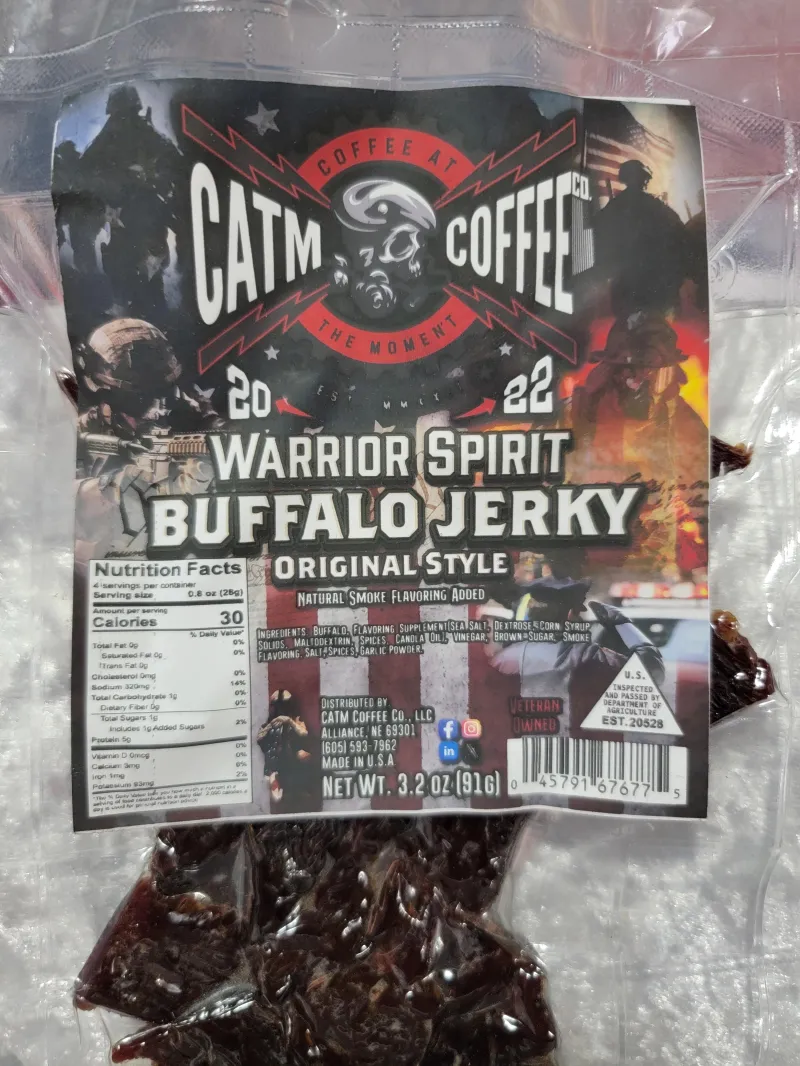 COFFEE AT
CATM COFFEE CO.
THE MOMENT
20 22
WARRIOR SPIRIT
BUFFALO JERKY
ORIGINAL STYLE
NATURAL SMOKE FLAVORING ADDED
Nutrition Facts
4 servings per container
Serving size 0.8 oz (28g)
Amount per serving
Calories 30
% Daily Value*
Total Fat 0g 0%
Saturated Fat 0g 0%
Trans Fat 0g
Cholesterol 0mg 0%
Sodium 320mg 14%
Total Carbohydrate 1g 0%
Dietary Fiber 0g 0%
Total Sugars 1g
Includes 1g Added Sugars 2%
Protein 5g
Vitamin D 0mcg 0%
Calcium 3mg 0%
Iron 1mg 6%
Potassium 93mg 2%
INGREDIENTS: BUFFALO, FLAVORING SUPPLEMENT(SEA SALT, DEXTROSE, CORN SYRUP
SOLIDS, MALTODEXTRIN, SPICES, CANOLA OIL), VINEGAR, BROWN SUGAR, SMOKE
FLAVORING, SALT, SPICES, GARLIC POWDER.
DISTRIBUTED BY
CATM COFFEE CO., LLC
ALLIANCE, NE 69301
(605) 593-7962
MADE IN U.S.A
NET WT. 3.2 OZ (91G)
VETERAN
OWNED
U.S.
INSPECTED
AND PASSED BY
DEPARTMENT OF
AGRICULTURE
EST. 20528
0 45791 67677 5